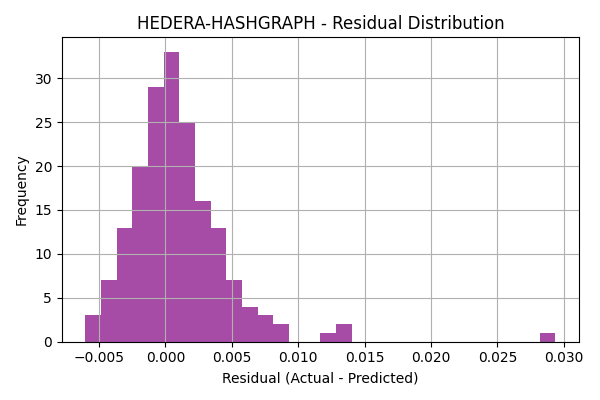 HEDERA-HASHGRAPH - Residual Distribution
Frequency
30
25
20
15
10
5
0
−0.005 0.000 0.005 0.010 0.015 0.020 0.025 0.030
Residual (Actual - Predicted)